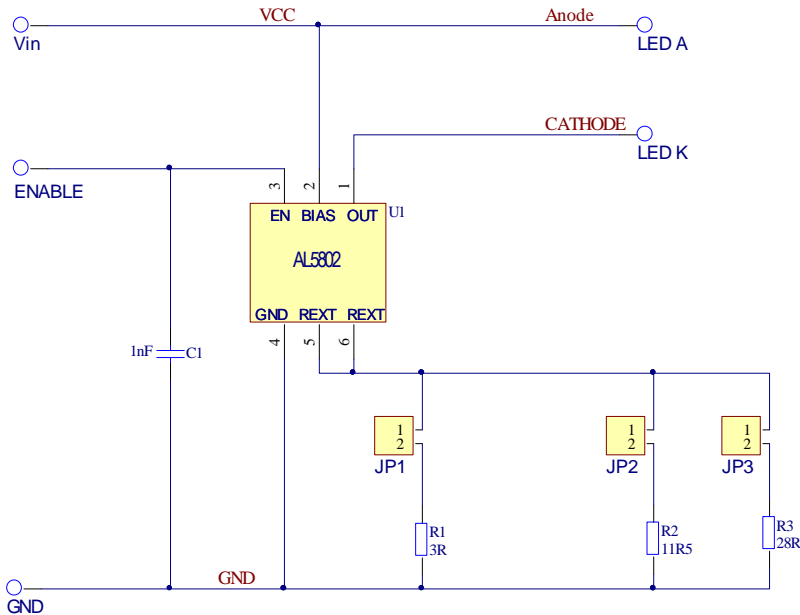 VCC
Anode
Vin
LED A
CATHODE
LED K
ENABLE
3
2
1
EN BIAS OUT
U1
AL5802
GND REXT REXT
4
5
6
1nF
C1
1
2
JP1
1
2
JP2
1
2
JP3
R1
3R
R2
11R5
R3
28R
GND
GND